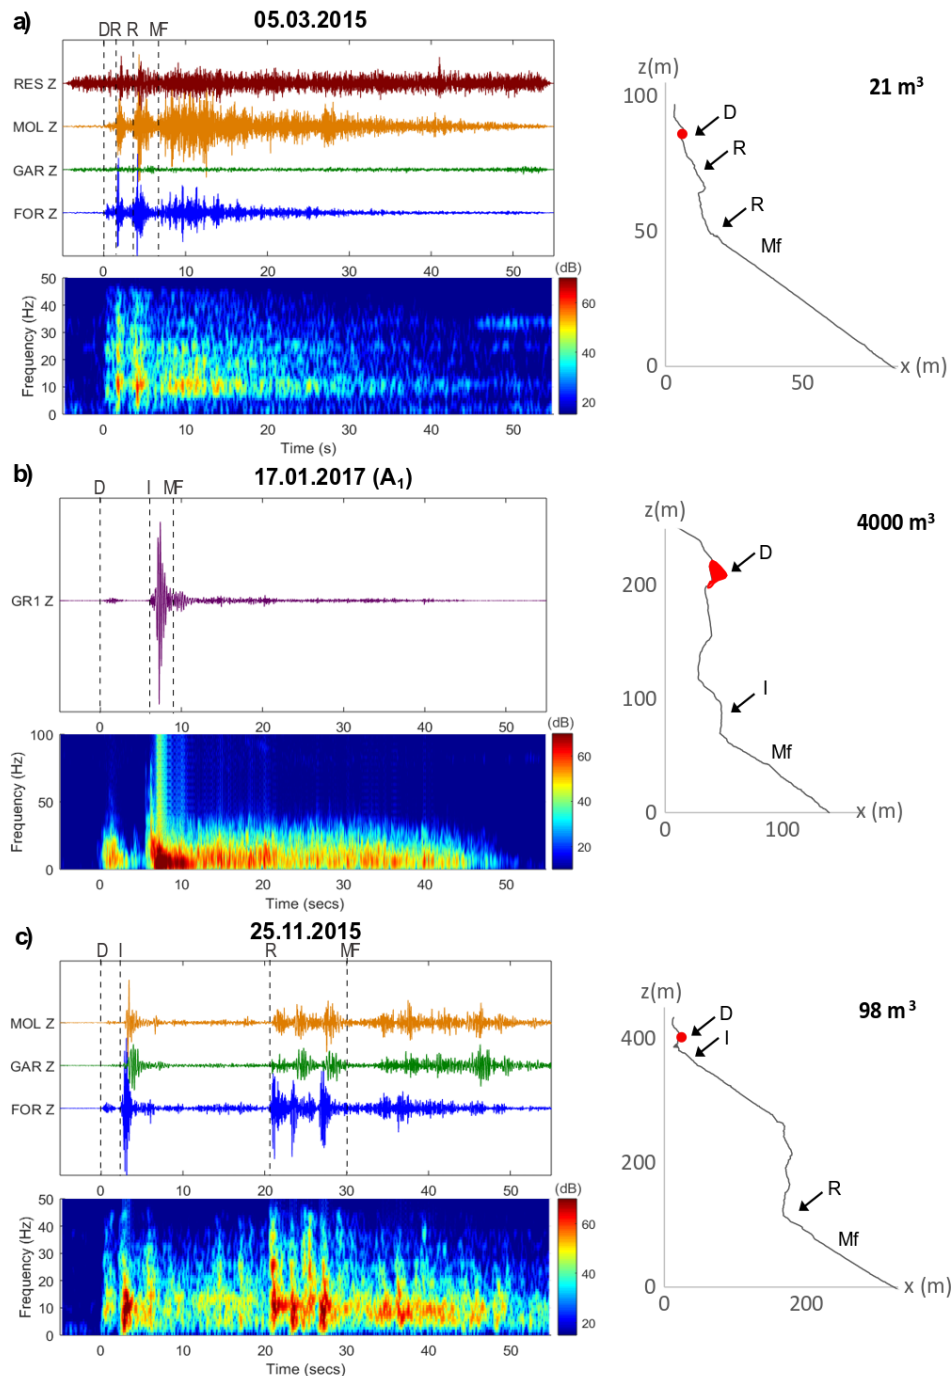 a)
05.03.2015
D R R MF
RES Z
MOL Z
GAR Z
FOR Z
0 10 20 30 40 50
(dB)
50
40
30
20
10
0
Frequency (Hz)
60
40
20
0 10 20 30 40 50
Time (s)
z(m)
21 m³
100
D
R
R
50
Mf
0
x (m)
0 50
b)
17.01.2017 (A₁)
D I MF
GR1 Z
0 10 20 30 40 50
(dB)
100
50
0
Frequency (Hz)
60
40
20
0 10 20 30 40 50
Time (secs)
z(m)
4000 m³
D
200
I
100
Mf
0
x (m)
0 100
c)
25.11.2015
D I R MF
MOL Z
GAR Z
FOR Z
0 10 20 30 40 50
(dB)
50
40
30
20
10
0
Frequency (Hz)
60
40
20
0 10 20 30 40 50
Time (secs)
z(m)
98 m³
D
400
I
200
R
Mf
0
x (m)
0 200